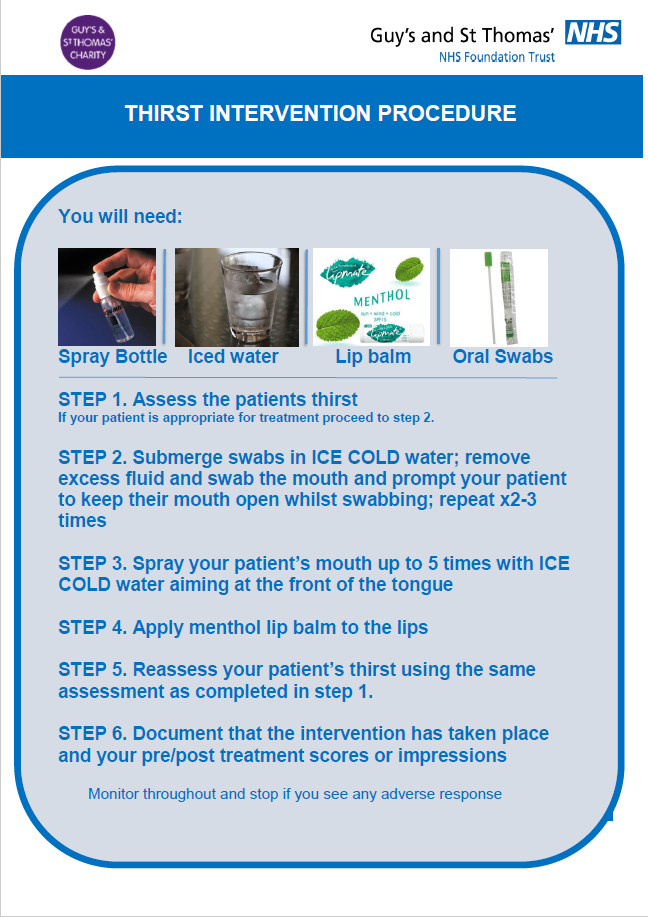 GUY'S &
ST THOMAS'
CHARITY
Guy's and St Thomas' NHS
NHS Foundation Trust
THIRST INTERVENTION PROCEDURE
You will need:
lipmate
MENTHOL
sun • wind • cold
SPF15
lipmate
Spray Bottle Iced water Lip balm Oral Swabs
STEP 1. Assess the patients thirst
If your patient is appropriate for treatment proceed to step 2.
STEP 2. Submerge swabs in ICE COLD water; remove
excess fluid and swab the mouth and prompt your patient
to keep their mouth open whilst swabbing; repeat x2-3
times
STEP 3. Spray your patient's mouth up to 5 times with ICE
COLD water aiming at the front of the tongue
STEP 4. Apply menthol lip balm to the lips
STEP 5. Reassess your patient's thirst using the same
assessment as completed in step 1.
STEP 6. Document that the intervention has taken place
and your pre/post treatment scores or impressions
Monitor throughout and stop if you see any adverse response